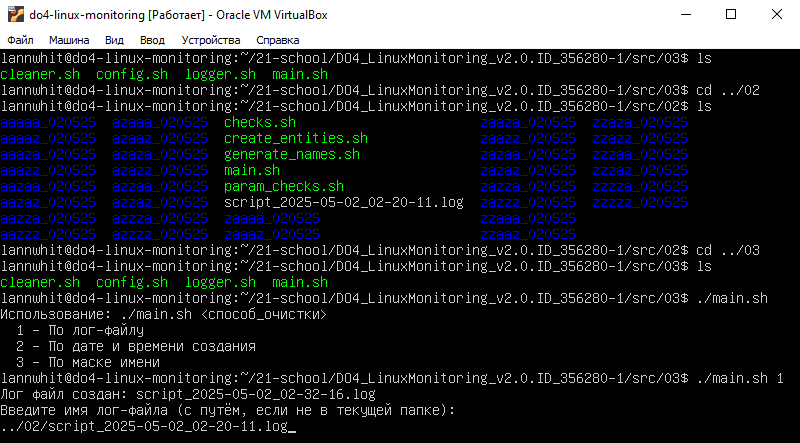 do4-linux-monitoring [Работает] - Oracle VM VirtualBox
Файл Машина Вид Ввод Устройства Справка
lannwhit@do4-linux-monitoring:~/21-school/DO4_LinuxMonitoring_v2.0.ID_356280-1/src/03$ ls
cleaner.sh config.sh logger.sh main.sh
lannwhit@do4-linux-monitoring:~/21-school/DO4_LinuxMonitoring_v2.0.ID_356280-1/src/03$ cd ../02
lannwhit@do4-linux-monitoring:~/21-school/DO4_LinuxMonitoring_v2.0.ID_356280-1/src/02$ ls
aaaaa_020525 azaaa_020525 checks.sh zaaza_020525 zzaza_020525
aaaza_020525 azaza_020525 create_entities.sh zaazz_020525 zzazz_020525
aaazz_020525 azazz_020525 generate_names.sh zazaa_020525 zzzaa_020525
aazaa_020525 azzaa_020525 main.sh zazza_020525 zzzza_020525
aazza_020525 azzza_020525 param_checks.sh zazzz_020525 zzzzz_020525
aazzz_020525 azzzz_020525 script_2025-05-02_02-20-11.log zzaaa_020525
lannwhit@do4-linux-monitoring:~/21-school/DO4_LinuxMonitoring_v2.0.ID_356280-1/src/02$ cd ../03
lannwhit@do4-linux-monitoring:~/21-school/DO4_LinuxMonitoring_v2.0.ID_356280-1/src/03$ ls
cleaner.sh config.sh logger.sh main.sh
lannwhit@do4-linux-monitoring:~/21-school/DO4_LinuxMonitoring_v2.0.ID_356280-1/src/03$ ./main.sh
Использование: ./main.sh <способ_очистки>
1 - По лог-файлу
2 - По дате и времени создания
3 - По маске имени
lannwhit@do4-linux-monitoring:~/21-school/DO4_LinuxMonitoring_v2.0.ID_356280-1/src/03$ ./main.sh 1
Лог файл создан: script_2025-05-02_02-32-16.log
Введите имя лог-файла (с путём, если не в текущей папке):
../02/script_2025-05-02_02-20-11.log_